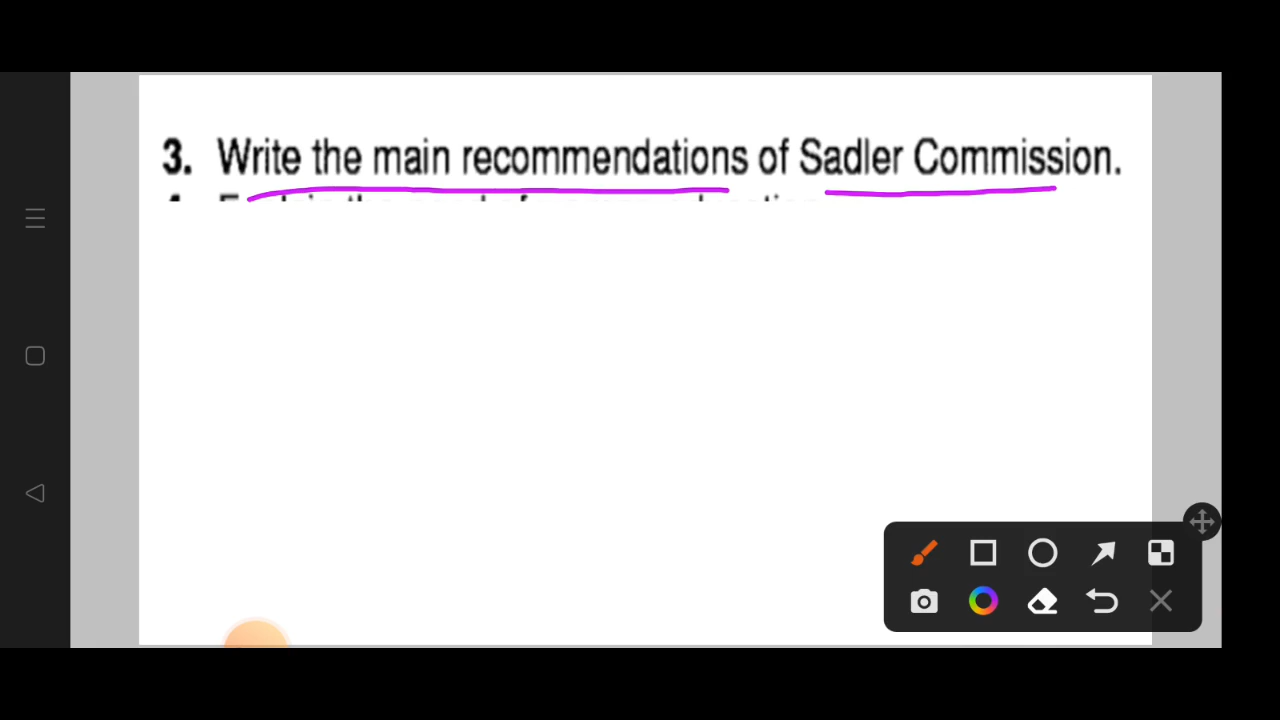 3. Write the main recommendations of Sadler Commission.